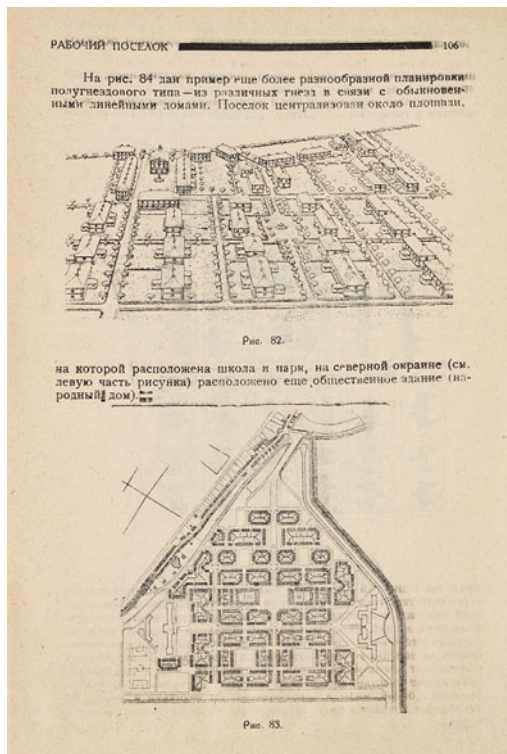 РАБОЧИЙ ПОСЕЛОК 106
На рис. 84 дан пример еще более разнообразной планировки
полугнездового типа—из различных гнезд в связи с обыкновен-
ными линейными домами. Поселок централизован около площади,
Рис. 82.
на которой расположена школа и парк, на северной окраине (см.
левую часть рисунка) расположено еще общественное здание (на-
родный дом).
Рис. 83.